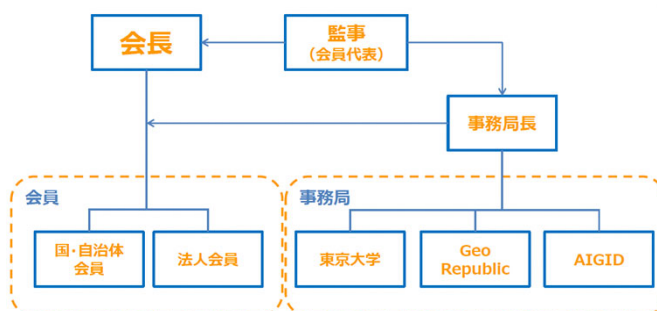 会長
監事
（会員代表）
事務局長
会員
事務局
国・自治体
会員
法人会員
東京大学
Geo
Republic
AIGID